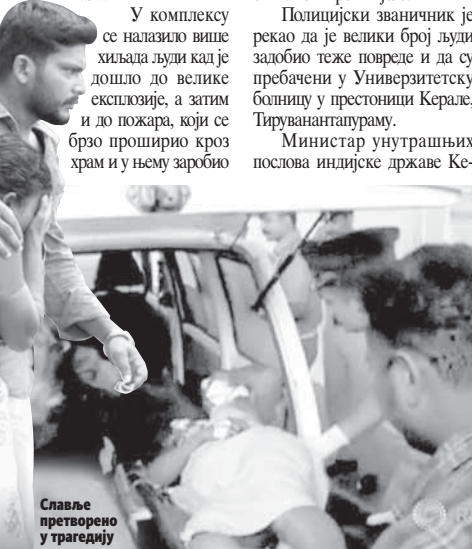 У комплексу
се налазило више
хиљада људи кад је
дошло до велике
експлозије, а затим
и до пожара, који се
брзо проширио кроз
храм и у њему заробио
Полицијски званичник је
рекао да је велики број људи
задобио теже повреде и да су
пребачени у Универзитетску
болницу у престоници Керале,
Тируванантапураму.
Министар унутрашњих
послова индијске државе Ке-
Славље
претворено
у трагедију